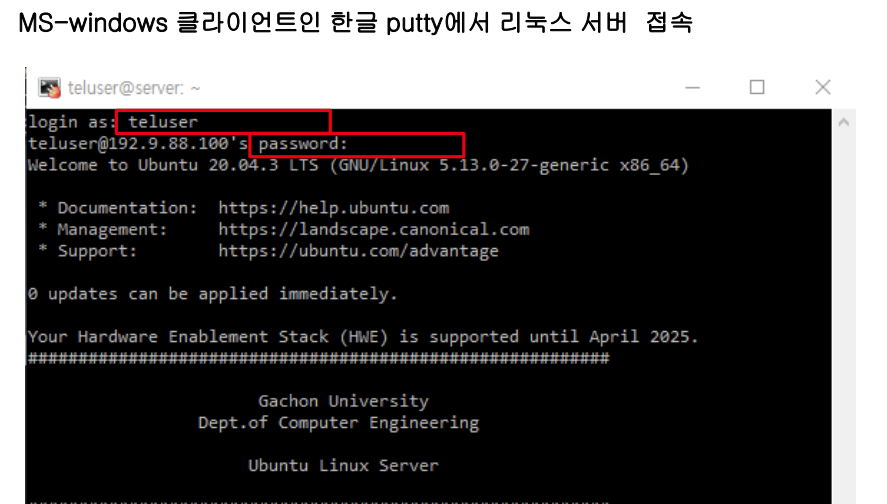 MS-windows 클라이언트인 한글 putty에서 리눅스 서버 접속
teluser@server: ~
login as: teluser
teluser@192.9.88.100's password:
Welcome to Ubuntu 20.04.3 LTS (GNU/Linux 5.13.0-27-generic x86_64)
* Documentation: https://help.ubuntu.com
* Management: https://landscape.canonical.com
* Support: https://ubuntu.com/advantage
0 updates can be applied immediately.
Your Hardware Enablement Stack (HWE) is supported until April 2025.
##########################################################
Gachon University
Dept.of Computer Engineering
Ubuntu Linux Server
##########################################################